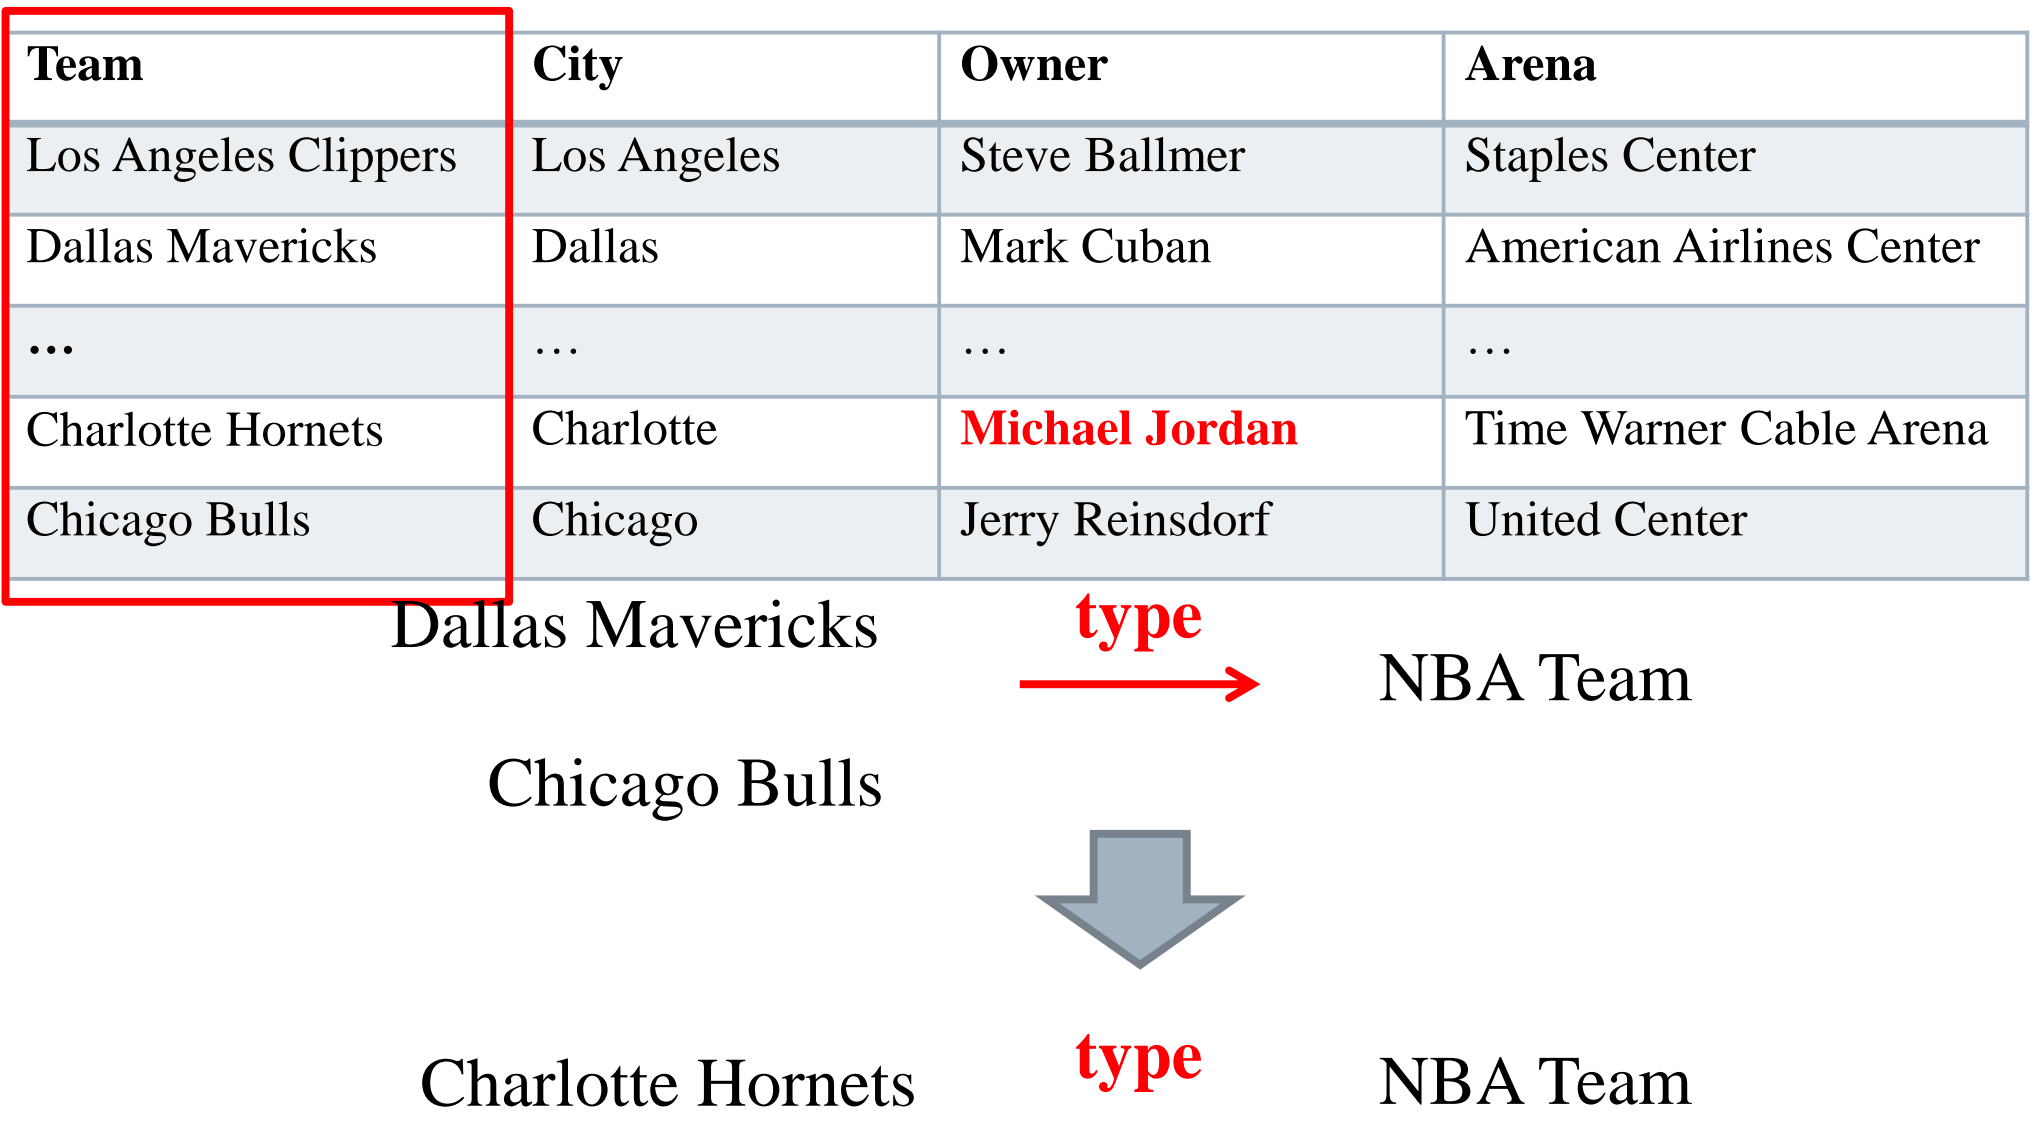 Team City Owner Arena
Los Angeles Clippers Los Angeles Steve Ballmer Staples Center
Dallas Mavericks Dallas Mark Cuban American Airlines Center
… … … …
Charlotte Hornets Charlotte Michael Jordan Time Warner Cable Arena
Chicago Bulls Chicago Jerry Reinsdorf United Center
Dallas Mavericks type
NBA Team
Chicago Bulls
Charlotte Hornets type NBA Team